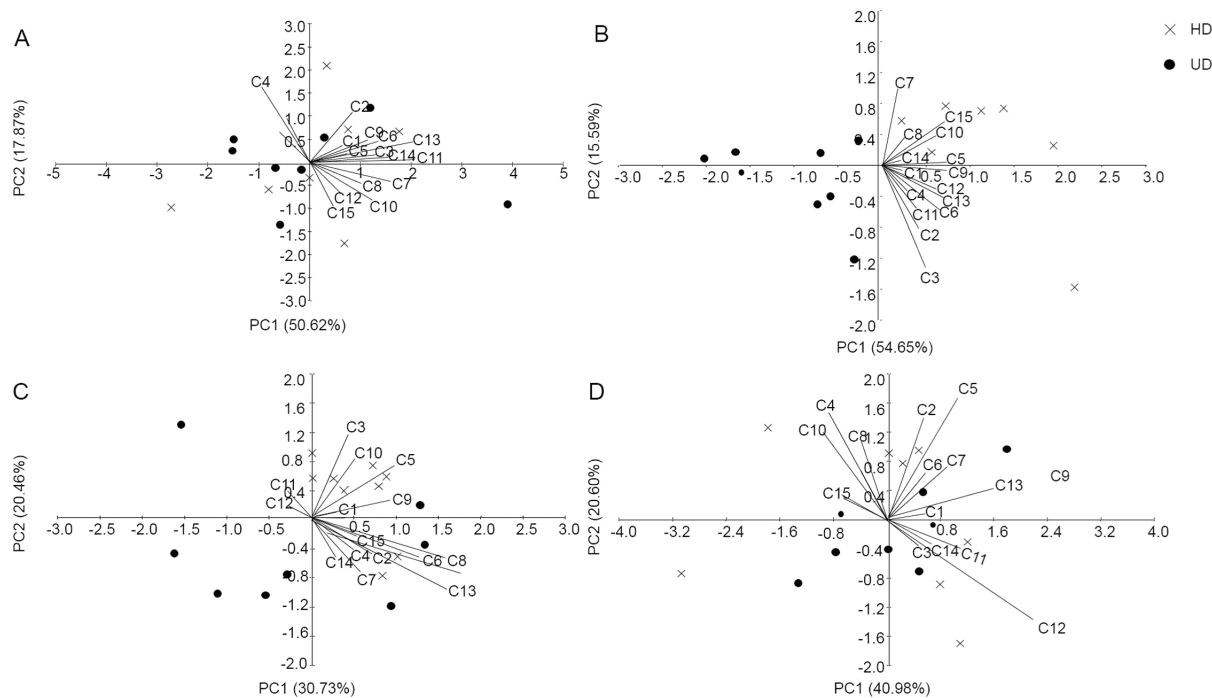 A
PC2 (17.87%)
3.0
2.5
2.0
1.5
1.0
0.5
-0.5
-1.0
-1.5
-2.0
-2.5
-3.0
-5
-4
-3
-2
-1
1
2
3
4
5
C4
C2
C9
C6
C1
C13
C5
C3
C14
C11
C8
C7
C12
C10
C15
PC1 (50.62%)
B
PC2 (15.59%)
2.0
1.6
1.2
0.8
0.4
-0.4
-0.8
-1.2
-1.6
-2.0
-3.0
-2.5
-2.0
-1.5
-1.0
-0.5
0.5
1.0
1.5
2.0
2.5
3.0
C7
C15
C8
C10
C14
C5
C1
C9
C12
C4
C13
C11
C6
C2
C3
PC1 (54.65%)
HD
UD
C
PC2 (20.46%)
2.0
1.6
1.2
0.8
0.4
-0.4
-0.8
-1.2
-1.6
-2.0
-3.0
-2.5
-2.0
-1.5
-1.0
-0.5
0.5
1.0
1.5
2.0
2.5
3.0
C3
C10
C5
C11
C9
C12
C1
C15
C14
C4
C2
C6
C8
C7
C13
PC1 (30.73%)
D
PC2 (20.60%)
2.0
1.6
1.2
0.8
0.4
-0.4
-0.8
-1.2
-1.6
-2.0
-4.0
-3.2
-2.4
-1.6
-0.8
0.8
1.6
2.4
3.2
4.0
C5
C4
C2
C10
C8
C6
C7
C9
C13
C15
C1
C3
C14
C11
C12
PC1 (40.98%)